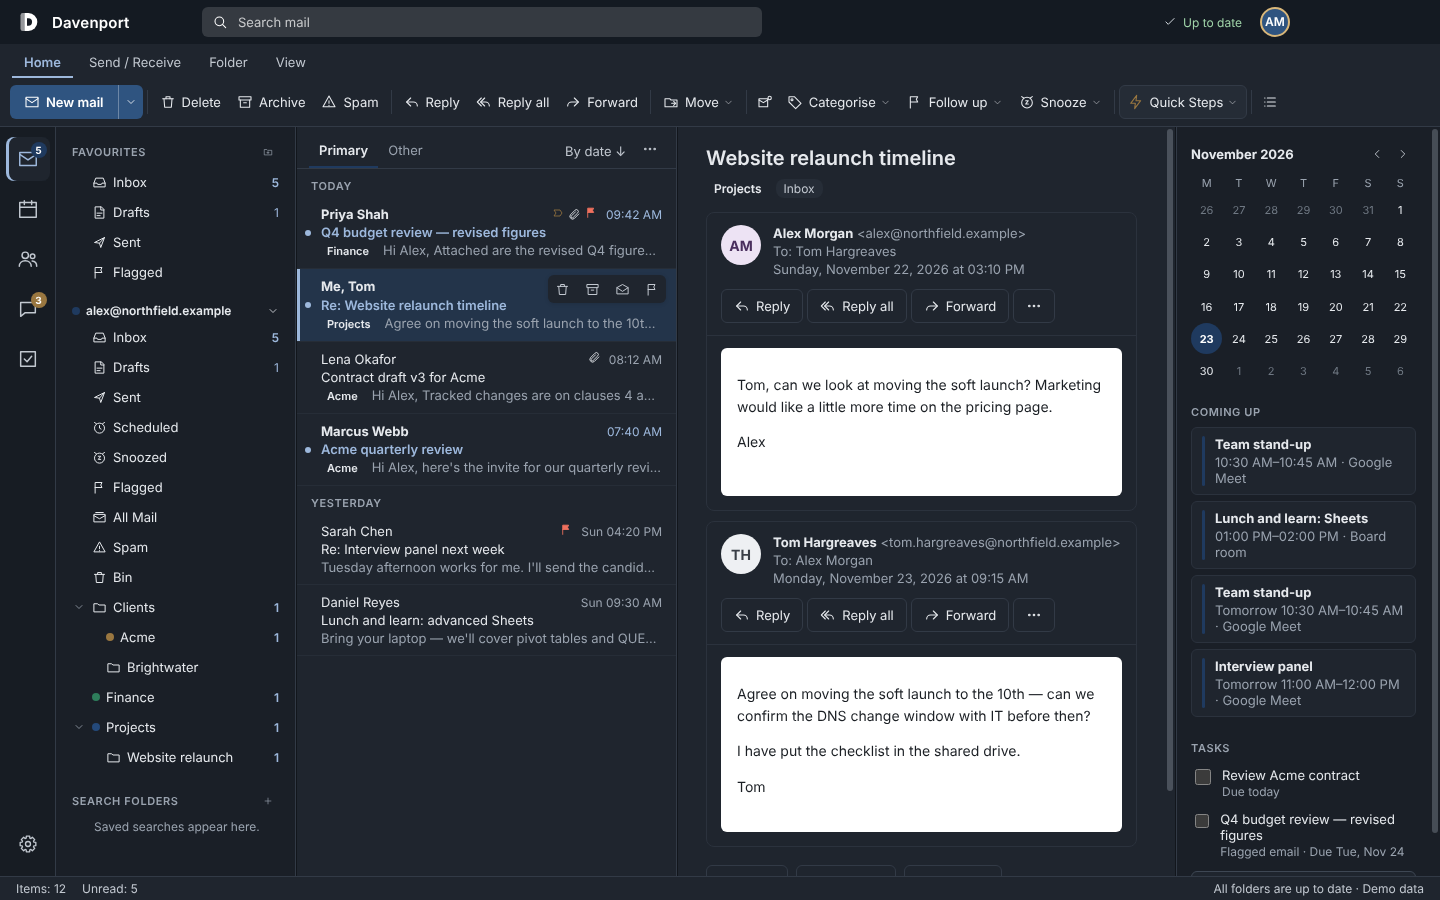 Davenport
Search mail
Up to date
AM
Home
Send / Receive
Folder
View
New mail
Delete
Archive
Spam
Reply
Reply all
Forward
Move
Categorise
Follow up
Snooze
Quick Steps
5
3
FAVOURITES
Inbox 5
Drafts 1
Sent
Flagged
alex@northfield.example
Inbox 5
Drafts 1
Sent
Scheduled
Snoozed
Flagged
All Mail
Spam
Bin
Clients 1
Acme 1
Brightwater
Finance 1
Projects 1
Website relaunch 1
SEARCH FOLDERS
Saved searches appear here.
Primary
Other
By date
TODAY
Priya Shah 09:42 AM
Q4 budget review — revised figures
Finance Hi Alex, Attached are the revised Q4 figure...
Me, Tom
Re: Website relaunch timeline
Projects Agree on moving the soft launch to the 10t...
Lena Okafor 08:12 AM
Contract draft v3 for Acme
Acme Hi Alex, Tracked changes are on clauses 4 a...
Marcus Webb 07:40 AM
Acme quarterly review
Acme Hi Alex, here's the invite for our quarterly revi...
YESTERDAY
Sarah Chen Sun 04:20 PM
Re: Interview panel next week
Tuesday afternoon works for me. I'll send the candid...
Daniel Reyes Sun 09:30 AM
Lunch and learn: advanced Sheets
Bring your laptop — we'll cover pivot tables and QUE...
Website relaunch timeline
Projects Inbox
AM
Alex Morgan <alex@northfield.example>
To: Tom Hargreaves
Sunday, November 22, 2026 at 03:10 PM
Reply
Reply all
Forward
Tom, can we look at moving the soft launch? Marketing
would like a little more time on the pricing page.
Alex
TH
Tom Hargreaves <tom.hargreaves@northfield.example>
To: Alex Morgan
Monday, November 23, 2026 at 09:15 AM
Reply
Reply all
Forward
Agree on moving the soft launch to the 10th — can we
confirm the DNS change window with IT before then?
I have put the checklist in the shared drive.
Tom
November 2026
M T W T F S S
26 27 28 29 30 31 1
2 3 4 5 6 7 8
9 10 11 12 13 14 15
16 17 18 19 20 21 22
23 24 25 26 27 28 29
30 1 2 3 4 5 6
COMING UP
Team stand-up
10:30 AM–10:45 AM · Google
Meet
Lunch and learn: Sheets
01:00 PM–02:00 PM · Board
room
Team stand-up
Tomorrow 10:30 AM–10:45 AM
· Google Meet
Interview panel
Tomorrow 11:00 AM–12:00 PM
· Google Meet
TASKS
Review Acme contract
Due today
Q4 budget review — revised
figures
Flagged email · Due Tue, Nov 24
Items: 12
Unread: 5
All folders are up to date · Demo data